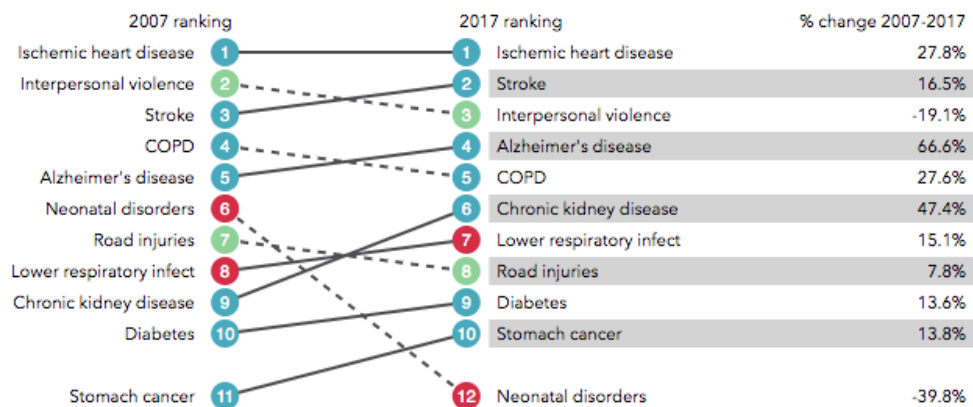 2007 ranking 2017 ranking % change 2007-2017
Ischemic heart disease 1 1 Ischemic heart disease 27.8%
Interpersonal violence 2 2 Stroke 16.5%
Stroke 3 3 Interpersonal violence -19.1%
COPD 4 4 Alzheimer's disease 66.6%
Alzheimer's disease 5 5 COPD 27.6%
Neonatal disorders 6 6 Chronic kidney disease 47.4%
Road injuries 7 7 Lower respiratory infect 15.1%
Lower respiratory infect 8 8 Road injuries 7.8%
Chronic kidney disease 9 9 Diabetes 13.6%
Diabetes 10 10 Stomach cancer 13.8%
Stomach cancer 11 12 Neonatal disorders -39.8%